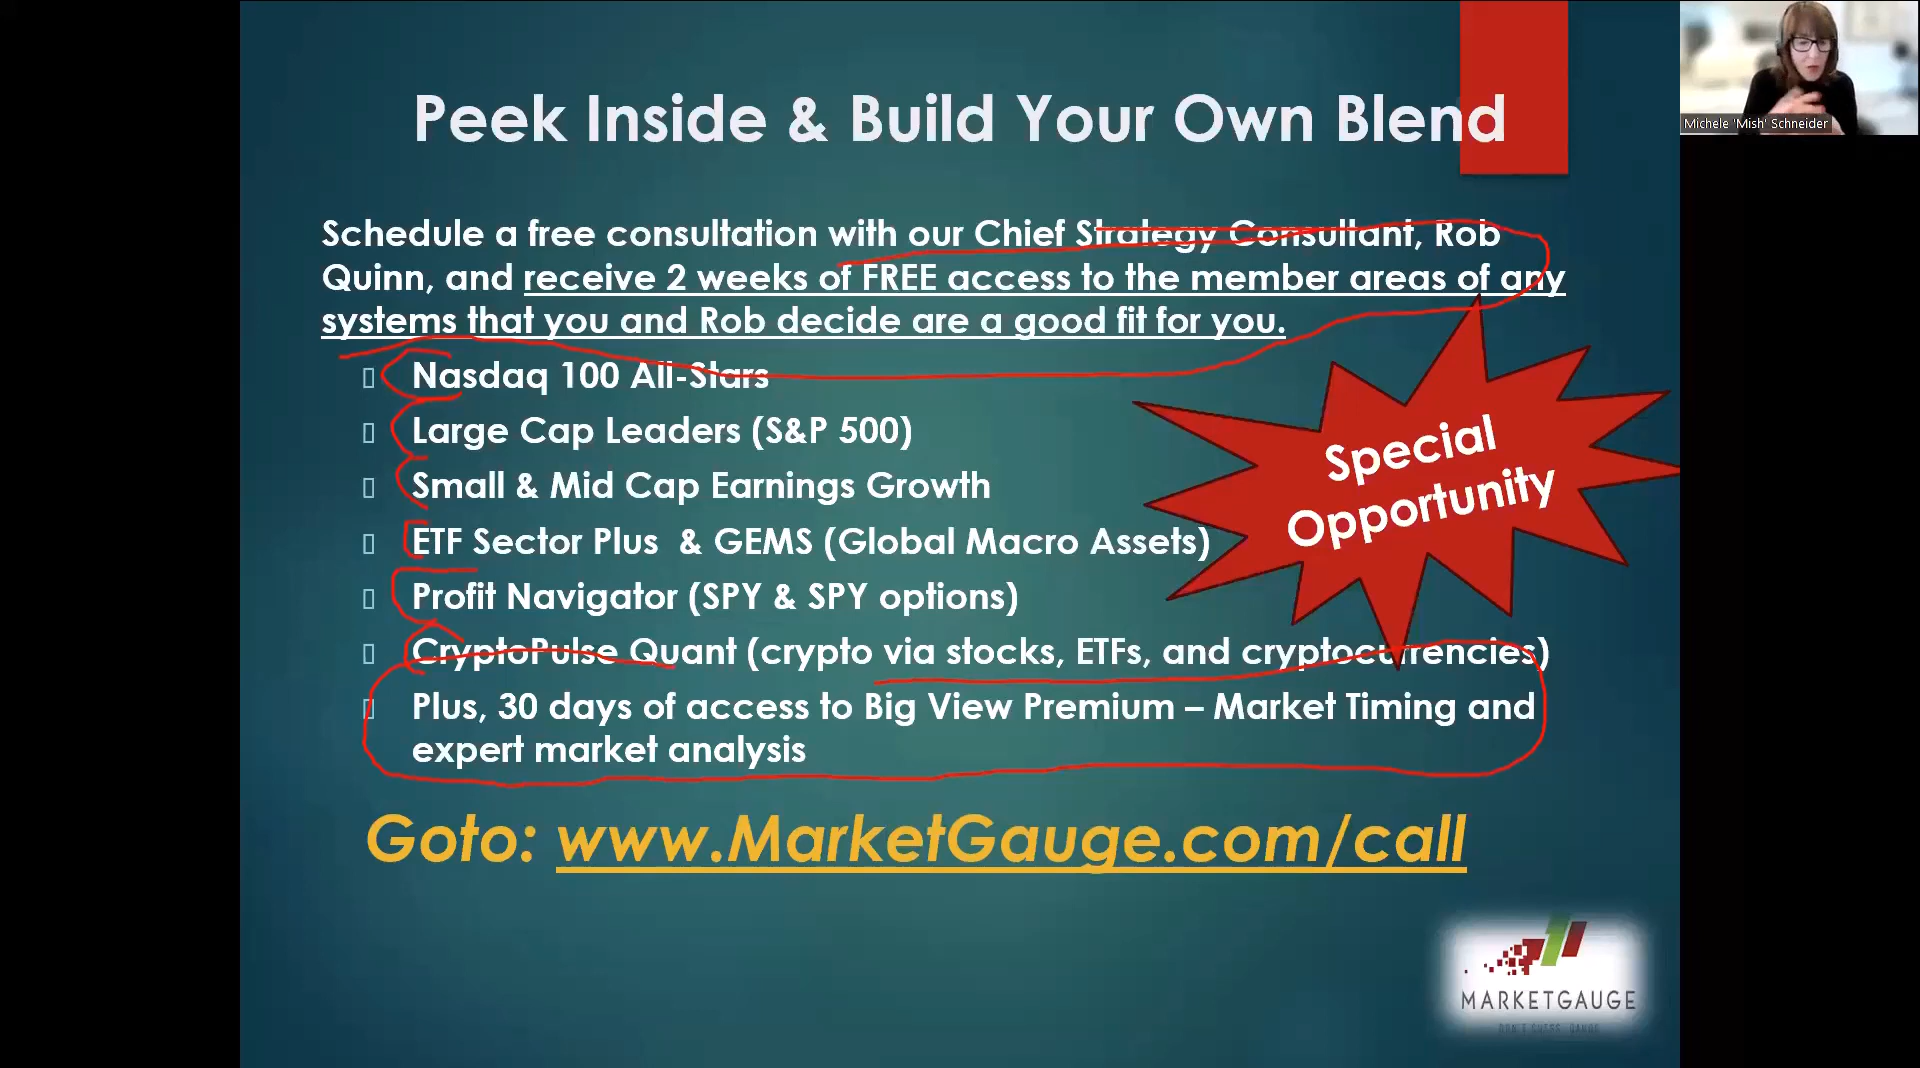 Peek Inside & Build Your Own Blend
Michele 'Mish' Schneider
Schedule a free consultation with our Chief Strategy Consultant, Rob
Quinn, and receive 2 weeks of FREE access to the member areas of any
systems that you and Rob decide are a good fit for you.
Nasdaq 100 All-Stars
Large Cap Leaders (S&P 500)
Small & Mid Cap Earnings Growth
ETF Sector Plus & GEMS (Global Macro Assets)
Profit Navigator (SPY & SPY options)
CryptoPulse Quant (crypto via stocks, ETFs, and cryptocurrencies)
Plus, 30 days of access to Big View Premium – Market Timing and
expert market analysis
Special
Opportunity
Goto: www.MarketGauge.com/call
MARKETGAUGE